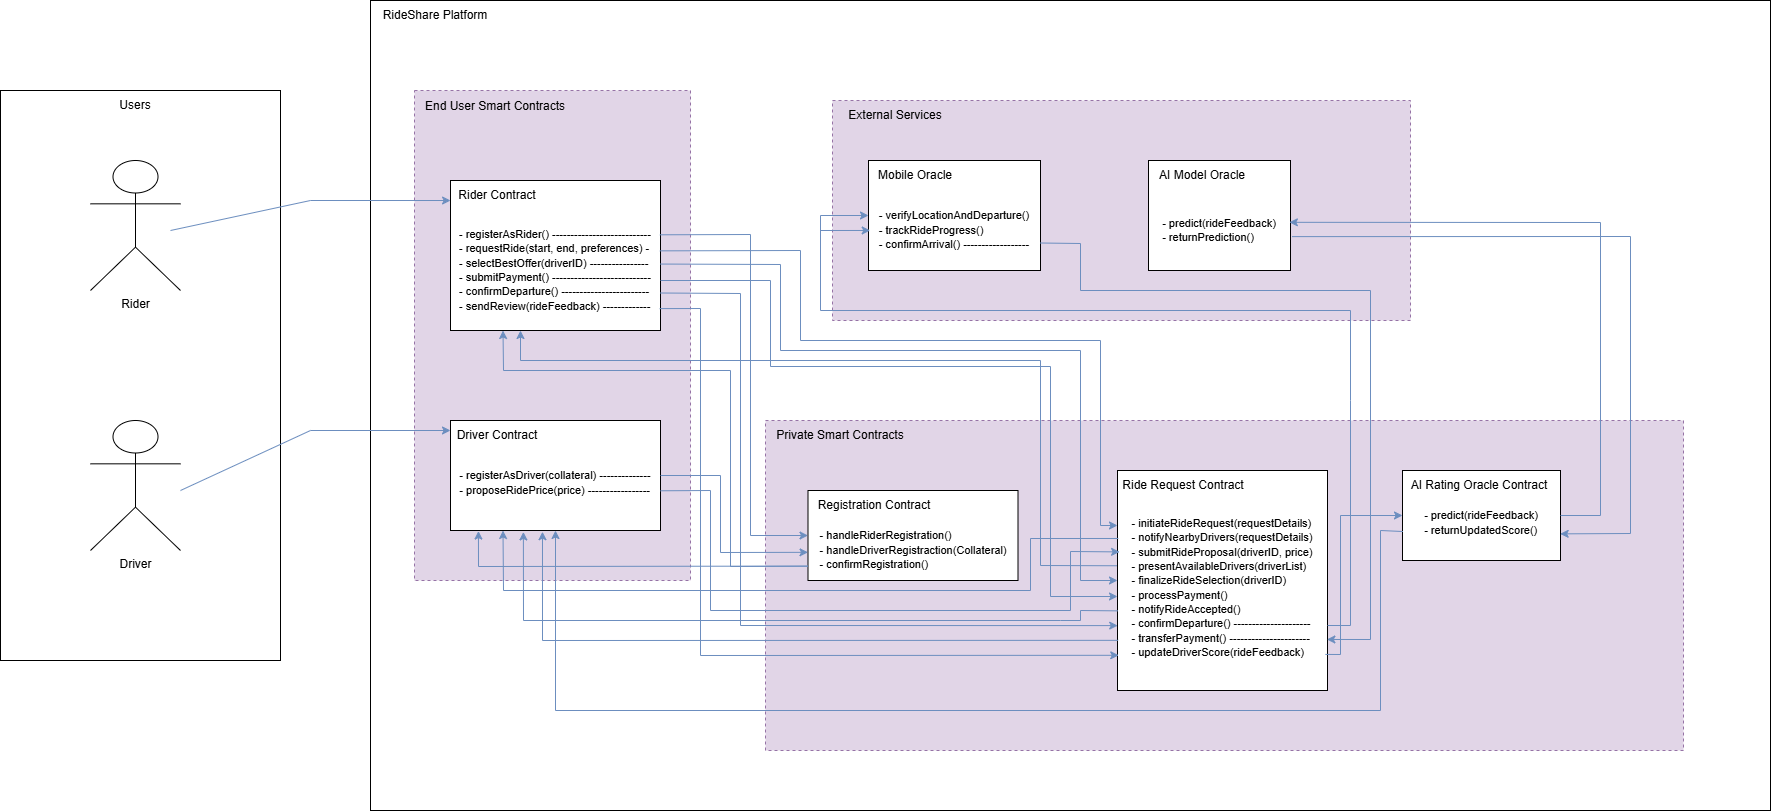 RideShare Platform
Users
Rider
Driver
End User Smart Contracts
Rider Contract
- registerAsRider() ---------------------------
- requestRide(start, end, preferences) -
- selectBestOffer(driverID) ----------------
- submitPayment() ---------------------------
- confirmDeparture() ------------------------
- sendReview(rideFeedback) -------------
Driver Contract
- registerAsDriver(collateral) --------------
- proposeRidePrice(price) -----------------
External Services
Mobile Oracle
- verifyLocationAndDeparture()
- trackRideProgress()
- confirmArrival() ------------------
AI Model Oracle
- predict(rideFeedback)
- returnPrediction()
Private Smart Contracts
Registration Contract
- handleRiderRegistration()
- handleDriverRegistraction(Collateral)
- confirmRegistration()
Ride Request Contract
- initiateRideRequest(requestDetails)
- notifyNearbyDrivers(requestDetails)
- submitRideProposal(driverID, price)
- presentAvailableDrivers(driverList)
- finalizeRideSelection(driverID)
- processPayment()
- notifyRideAccepted()
- confirmDeparture() ---------------------
- transferPayment() ----------------------
- updateDriverScore(rideFeedback)
AI Rating Oracle Contract
- predict(rideFeedback)
- returnUpdatedScore()